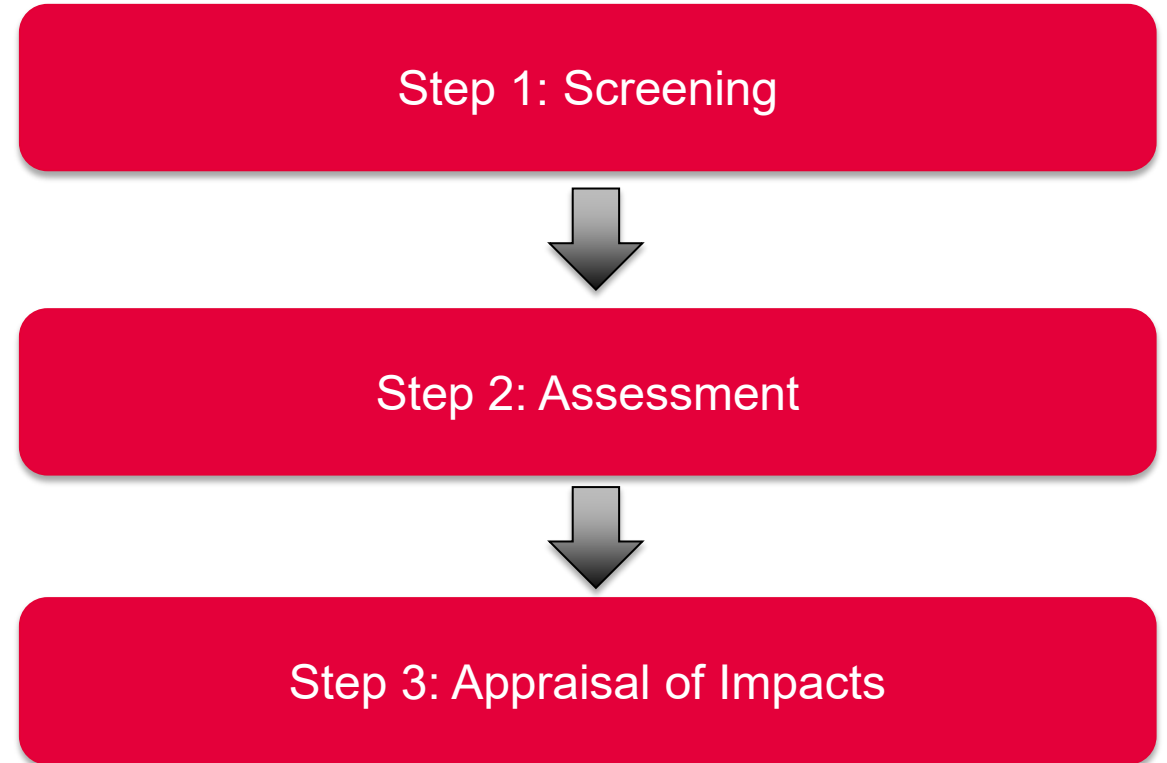 Step 1: Screening
Step 2: Assessment
Step 3: Appraisal of Impacts